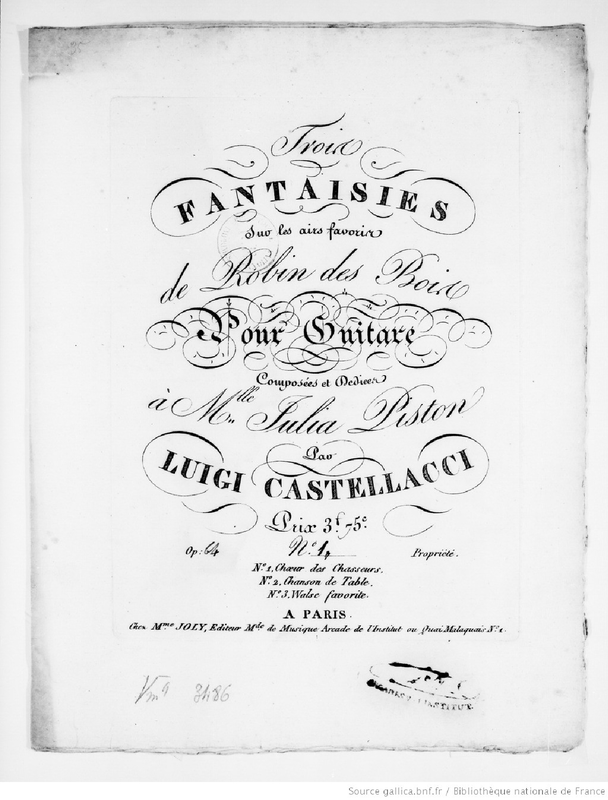 Trois
FANTAISIES
Sur les airs favoris
de Robin des Bois
Pour Guitare
Composées et Dediées
à Mlle Julia Piston
Par
LUIGI CASTELLACCI
Prix 3f 75c
Op: 64 No. 1 Propriété.
No. 1, Chœur des Chasseurs.
No. 2, Chanson de Table.
No. 3, Walse favorite.
A PARIS.
Chez Mme JOLY, Editeur Mde de Musique Arcade de l'Institut ou Quai Malaquais No. 1.
Vm9 3486
L'INSTITUT.
Source gallica.bnf.fr / Bibliothèque nationale de France